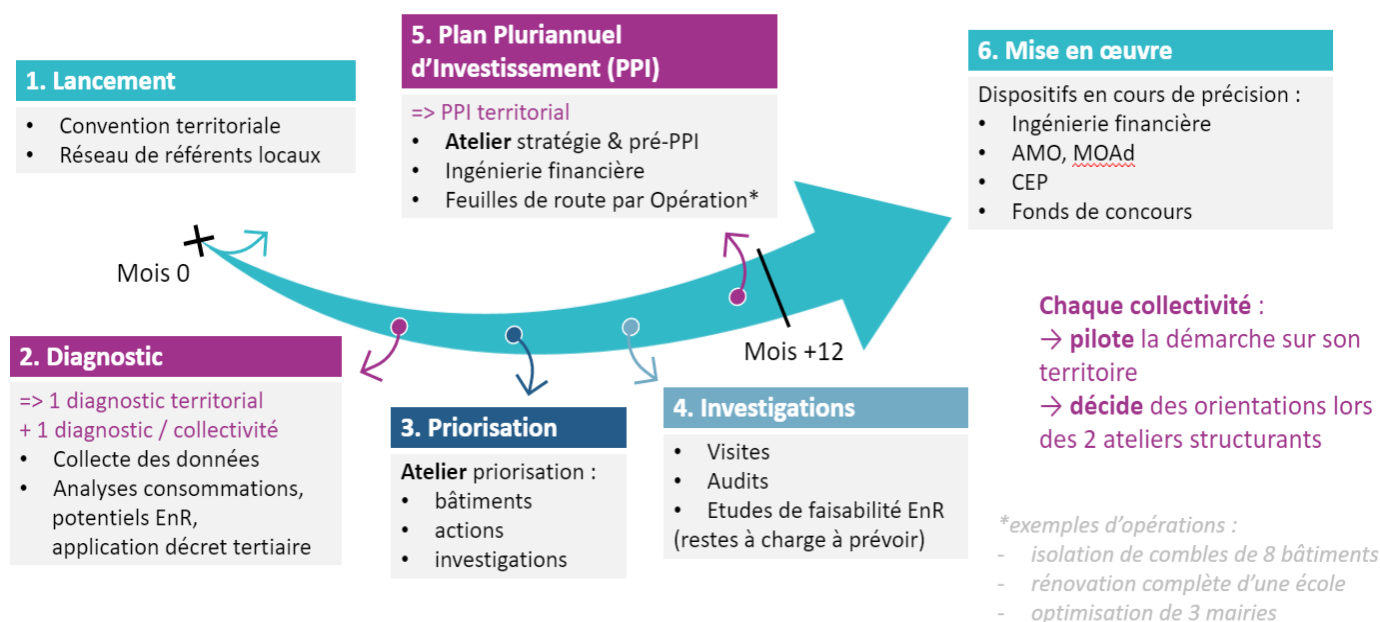 1. Lancement
• Convention territoriale
• Réseau de référents locaux
Mois 0
2. Diagnostic
=> 1 diagnostic territorial
+ 1 diagnostic / collectivité
• Collecte des données
• Analyses consommations,
potentiels EnR,
application décret tertiaire
3. Priorisation
Atelier priorisation :
• bâtiments
• actions
• investigations
4. Investigations
• Visites
• Audits
• Etudes de faisabilité EnR
(restes à charge à prévoir)
5. Plan Pluriannuel
d’Investissement (PPI)
=> PPI territorial
• Atelier stratégie & pré-PPI
• Ingénierie financière
• Feuilles de route par Opération*
Mois +12
6. Mise en œuvre
Dispositifs en cours de précision :
• Ingénierie financière
• AMO, MOAd
• CEP
• Fonds de concours
Chaque collectivité :
→ pilote la démarche sur son
territoire
→ décide des orientations lors
des 2 ateliers structurants
*exemples d’opérations :
- isolation de combles de 8 bâtiments
- rénovation complète d’une école
- optimisation de 3 mairies